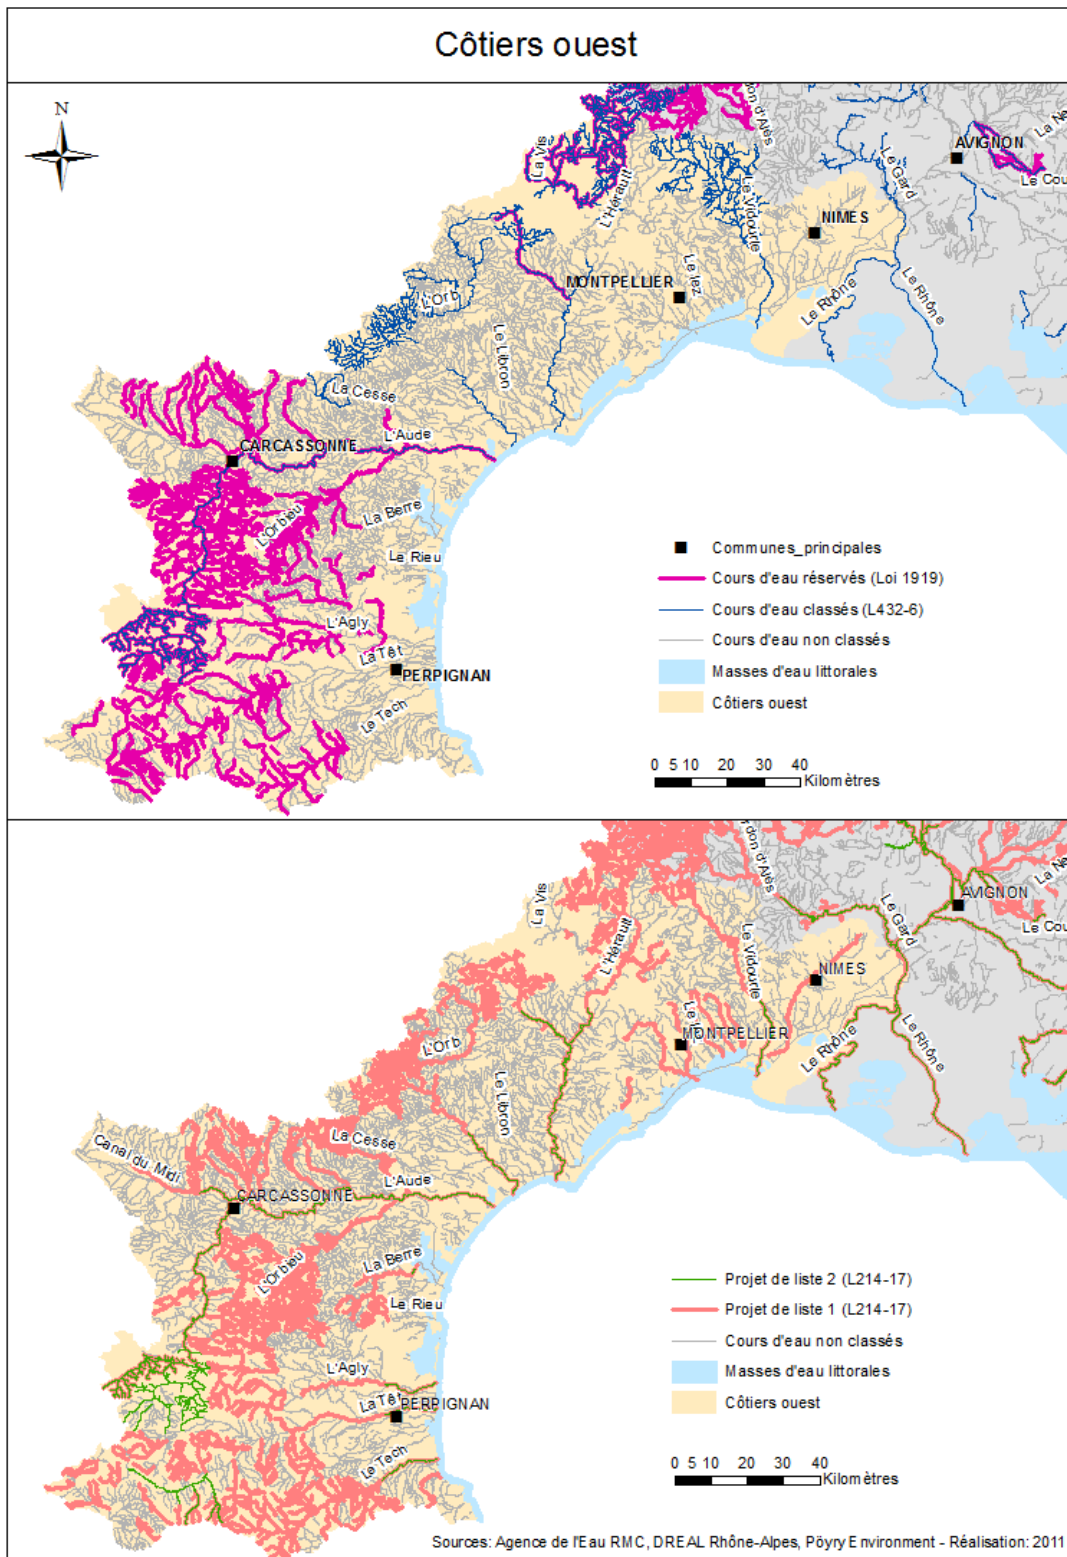 Côtiers ouest
N
La Vis
L'Hérault
don d'Alès
Le Vidourle
Le Gard
AVIGNON
La Ne
Le Cou
NIMES
MONTPELLIER
Le lez
Le Rhône
Le Rhône
L'Orb
Le Libron
La Cesse
L'Aude
CARCASSONNE
L'Orbieu
La Berre
Le Rieu
L'Agly
La Têt
PERPIGNAN
Le Tech
Communes_principales
Cours d'eau réservés (Loi 1919)
Cours d'eau classés (L432-6)
Cours d'eau non classés
Masses d'eau littorales
Côtiers ouest
0 5 10 20 30 40
Kilomètres
rdon d'Alès
La Vis
L'Hérault
Le Vidourle
Le Gard
AVIGNON
La Ne
Le Cou
NIMES
MONTPELLIER
Le Rhône
Le Rhône
L'Orb
Le Libron
La Cesse
Canal du Midi
L'Aude
CARCASSONNE
L'Orbieu
La Berre
Le Rieu
L'Agly
La Têt
PERPIGNAN
Le Tech
Projet de liste 2 (L214-17)
Projet de liste 1 (L214-17)
Cours d'eau non classés
Masses d'eau littorales
Côtiers ouest
0 5 10 20 30 40
Kilomètres
Sources: Agence de l'Eau RMC, DREAL Rhône-Alpes, Pöyry Environment - Réalisation: 2011